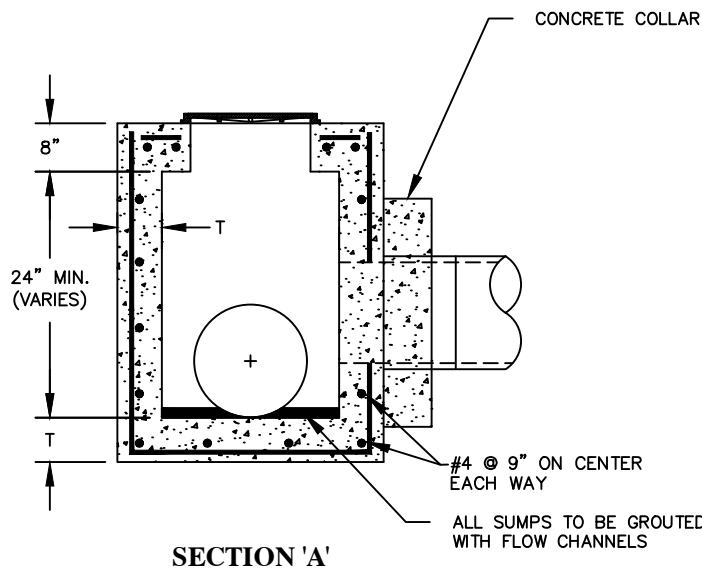 CONCRETE COLLAR
8"
T
24" MIN.
(VARIES)
T
#4 @ 9" ON CENTER
EACH WAY
ALL SUMPS TO BE GROUTED
WITH FLOW CHANNELS
SECTION 'A'